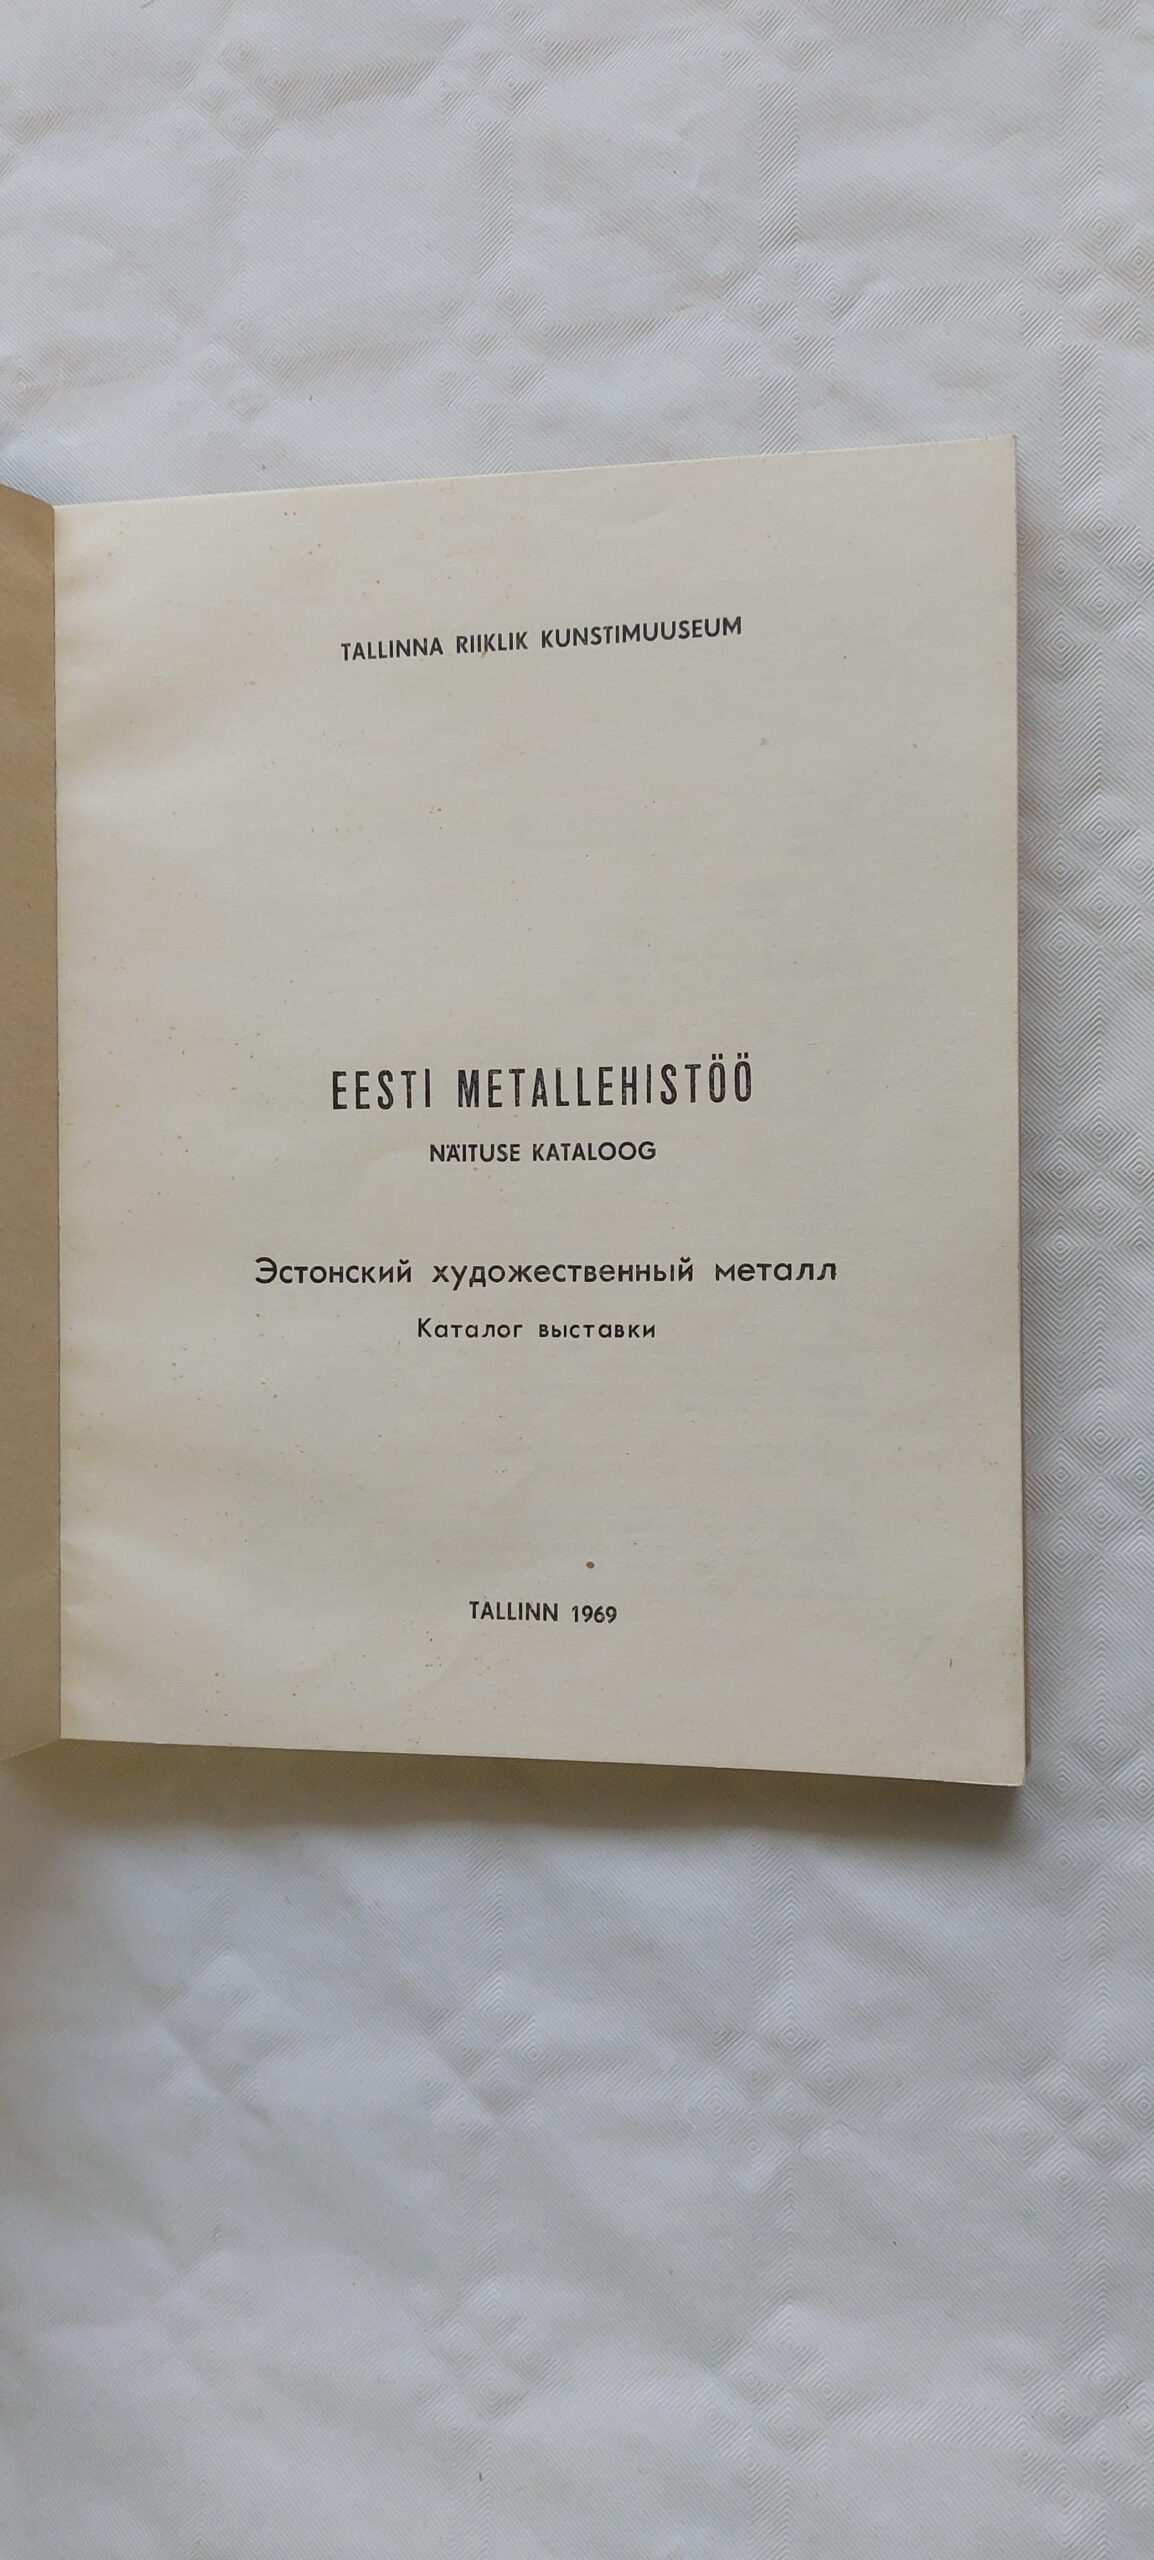 TALLINNA RIIKLIK KUNSTIMUUSEUM
EESTI METALLEHISTÖÖ
NÄITUSE KATALOOG
Эстонский художественный металл
Каталог выставки
TALLINN 1969